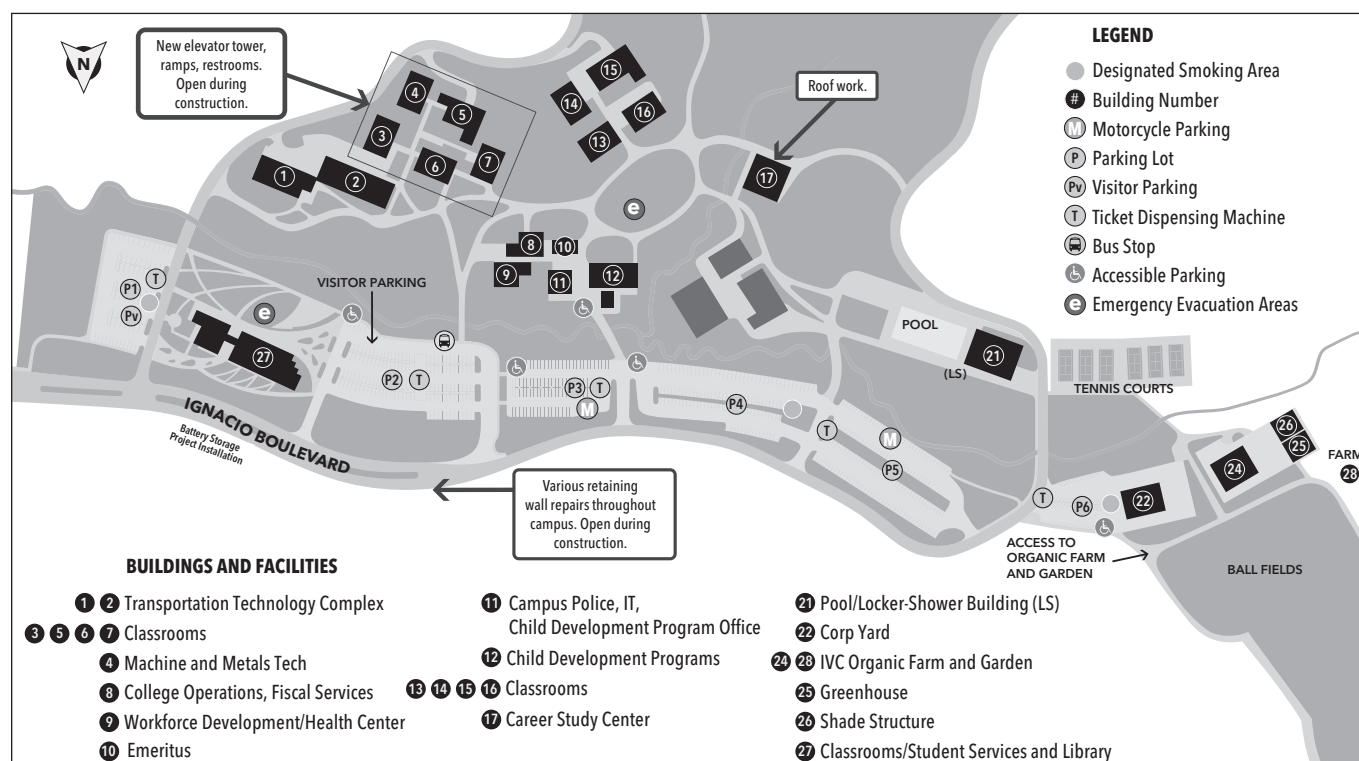 N
New elevator tower,
ramps, restrooms.
Open during
construction.
Roof work.
LEGEND
Designated Smoking Area
# Building Number
M Motorcycle Parking
P Parking Lot
Pv Visitor Parking
T Ticket Dispensing Machine
Bus Stop
Accessible Parking
e Emergency Evacuation Areas
15
4
14
5
16
3
13
7
6
17
1
2
e
8
10
9
11
12
P1 T
Pv
VISITOR PARKING
e
27
P2 T
P3 T
M
P4
T
M
P5
POOL
21
(LS)
TENNIS COURTS
26
25
24
FARM
28
T
P6
22
ACCESS TO
ORGANIC FARM
AND GARDEN
BALL FIELDS
IGNACIO BOULEVARD
Battery Storage
Project Installation
Various retaining
wall repairs throughout
campus. Open during
construction.
BUILDINGS AND FACILITIES
1 2 Transportation Technology Complex
3 5 6 7 Classrooms
4 Machine and Metals Tech
8 College Operations, Fiscal Services
9 Workforce Development/Health Center
10 Emeritus
11 Campus Police, IT,
Child Development Program Office
12 Child Development Programs
13 14 15 16 Classrooms
17 Career Study Center
21 Pool/Locker-Shower Building (LS)
22 Corp Yard
24 28 IVC Organic Farm and Garden
25 Greenhouse
26 Shade Structure
27 Classrooms/Student Services and Library